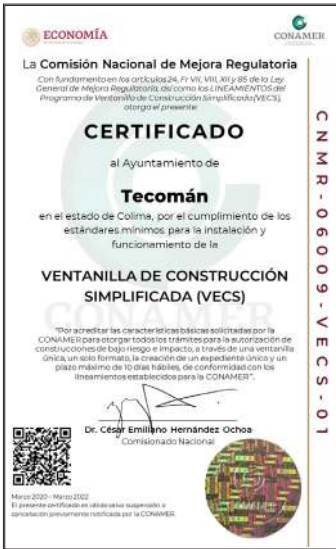 ECONOMÍA
CONAMER
La Comisión Nacional de Mejora Regulatoria
Con fundamento en los artículos 24, Fr VII, VIII, XII y 85 de la Ley
General de Mejora Regulatoria, así como los LINEAMIENTOS del
Programa de Ventanilla de Construcción Simplificada (VECS),
otorga el presente:
CERTIFICADO
al Ayuntamiento de
Tecomán
en el estado de Colima, por el cumplimiento de los
estándares mínimos para la instalación y
funcionamiento de la
VENTANILLA DE CONSTRUCCIÓN
SIMPLIFICADA (VECS)
CONAMER
"Por acreditar las características básicas solicitadas por la
CONAMER para otorgar todos los trámites para la autorización de
construcciones de bajo riesgo e impacto, a través de una ventanilla
única, un solo formato, la creación de un expediente único y un
plazo máximo de 10 días hábiles, de conformidad con los
lineamientos establecidos para la CONAMER".
Dr. César Emiliano Hernández Ochoa
Comisionado Nacional
Marzo 2020 - Marzo 2022
El presente certificado es válido salvo suspensión o
cancelación previamente notificada por la CONAMER.
CNMR-06009-VECS-01